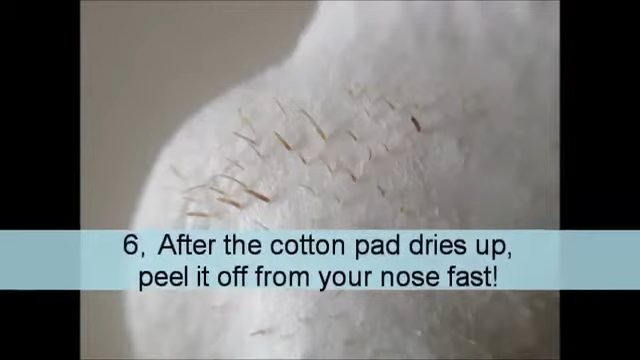 6, After the cotton pad dries up,
peel it off from your nose fast!